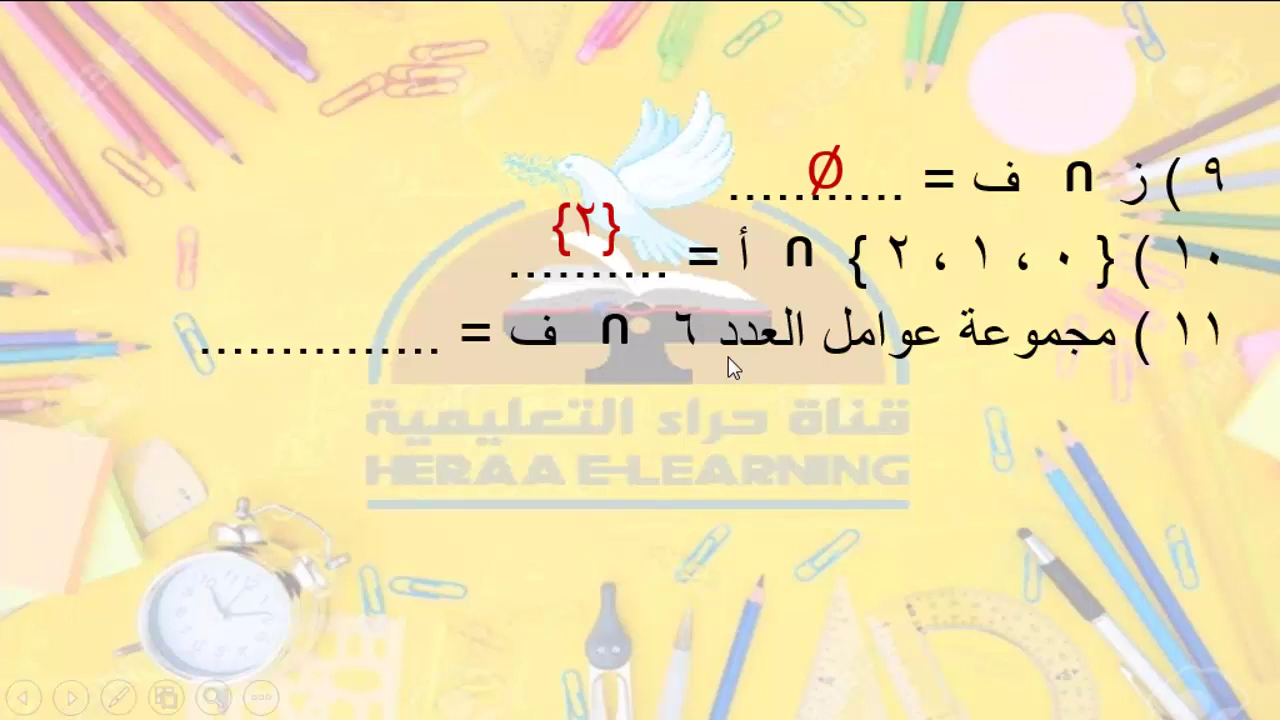 ٩ ) ز ∩ ف = ............ Ø
١٠ ) { ٠ ، ١ ، ٢ } ∩ أ = .......... {٢}
١١ ) مجموعة عوامل العدد ٦ ∩ ف = ...............
قناة حراء التعليمية
HERAA E-LEARNING